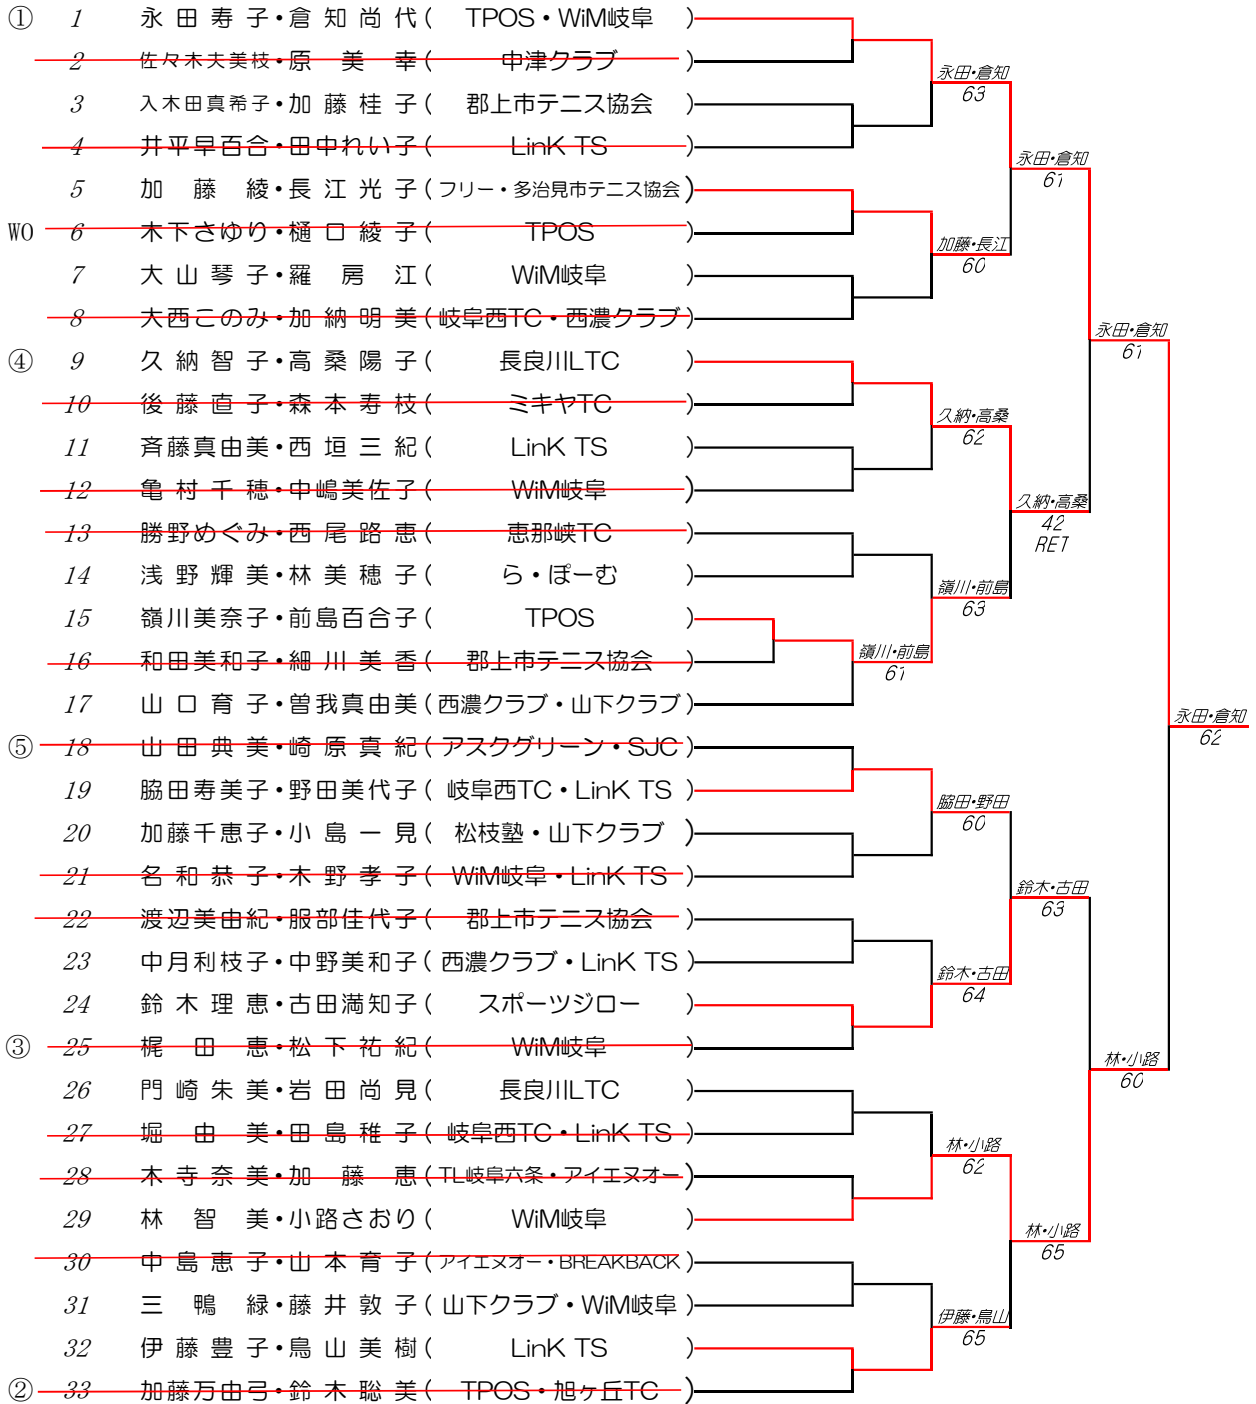 ① 1 永田寿子・倉知尚代 ( TPOS・WiM岐阜 )
2 佐々木夫美枝・原美幸 ( 中津クラブ )
永田・倉知
63
3 入木田真希子・加藤桂子 ( 郡上市テニス協会 )
4 井平早百合・田中れい子 ( LinK TS )
永田・倉知
61
5 加藤綾・長江光子 ( フリー・多治見市テニス協会 )
WO 6 木下さゆり・樋口綾子 ( TPOS )
加藤・長江
60
7 大山琴子・羅房江 ( WiM岐阜 )
8 大西このみ・加納明美 ( 岐阜西TC・西濃クラブ )
永田・倉知
61
④ 9 久納智子・高桑陽子 ( 長良川LTC )
10 後藤直子・森本寿枝 ( ミキヤTC )
久納・高桑
62
11 斉藤真由美・西垣三紀 ( LinK TS )
12 亀村千穂・中嶋美佐子 ( WiM岐阜 )
久納・高桑
42
RET
13 勝野めぐみ・西尾路恵 ( 恵那峡TC )
14 浅野輝美・林美穂子 ( ら・ぽーむ )
嶺川・前島
63
15 嶺川美奈子・前島百合子 ( TPOS )
16 和田美和子・細川美香 ( 郡上市テニス協会 )
嶺川・前島
61
17 山口育子・曽我真由美 ( 西濃クラブ・山下クラブ )
永田・倉知
62
⑤ 18 山田典美・崎原真紀 ( アスクグリーン・SJC )
19 脇田寿美子・野田美代子 ( 岐阜西TC・LinK TS )
脇田・野田
60
20 加藤千恵子・小島一見 ( 松枝塾・山下クラブ )
21 名和恭子・木野孝子 ( WiM岐阜・LinK TS )
鈴木・古田
63
22 渡辺美由紀・服部佳代子 ( 郡上市テニス協会 )
23 中月利枝子・中野美和子 ( 西濃クラブ・LinK TS )
鈴木・古田
64
24 鈴木理恵・古田満知子 ( スポーツジロー )
③ 25 梶田恵・松下祐紀 ( WiM岐阜 )
林・小路
60
26 門崎朱美・岩田尚見 ( 長良川LTC )
27 堀由美・田島稚子 ( 岐阜西TC・LinK TS )
林・小路
62
28 木寺奈美・加藤恵 ( TL岐阜六条・アイエヌオー )
29 林智美・小路さおり ( WiM岐阜 )
林・小路
65
30 中島恵子・山本育子 ( アイエヌオー・BREAKBACK )
31 三鴨緑・藤井敦子 ( 山下クラブ・WiM岐阜 )
伊藤・鳥山
65
32 伊藤豊子・鳥山美樹 ( LinK TS )
② 33 加藤万由弓・鈴木聡美 ( TPOS・旭ヶ丘TC )